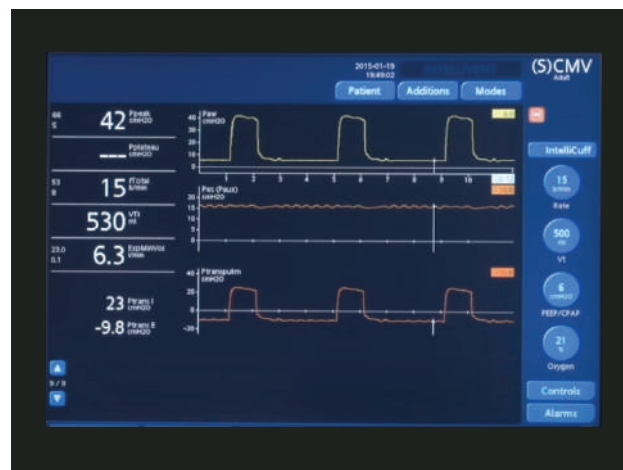 2015-01-19
19:49:02
(S)CMV
Adult
Patient
Additions
Modes
66
5
42
Ppeak
cmH2O
---
Pplateau
cmH2O
53
8
15
fTotal
b/min
530
VTI
ml
23.0
0.1
6.3
ExpMinVol
l/min
23
Ptrans I
cmH2O
-9.8
Ptrans E
cmH2O
9 / 9
40
Paw
cmH2O
30
20
10
0
1 2 3 4 5 6 7 8 9 10
Pes (Paux)
cmH2O
20
15
10
5
0
Ptranspulm
cmH2O
40
20
0
-20
IntelliCuff
15
b/min
Rate
500
ml
Vt
6
cmH2O
PEEP/CPAP
21
%
Oxygen
Controls
Alarms